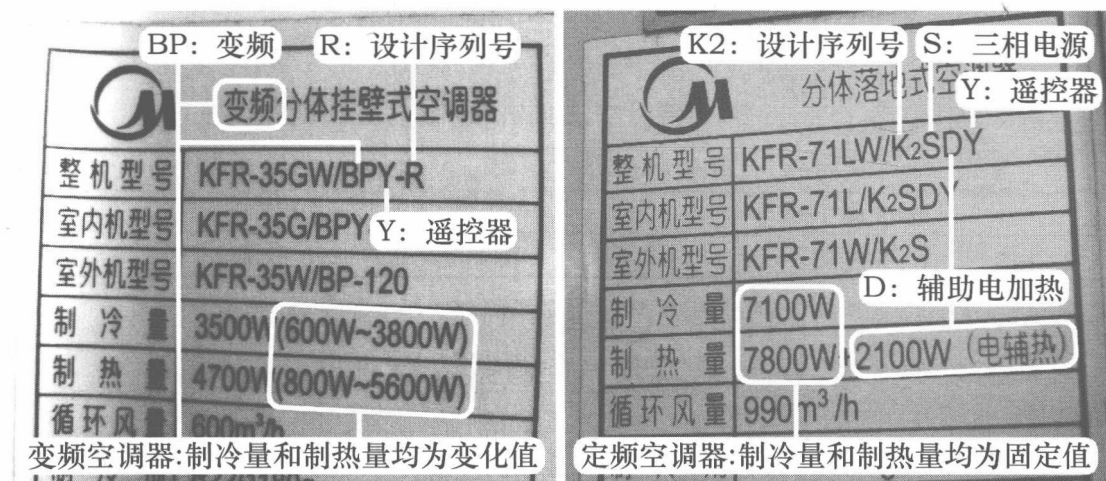 BP：变频
R：设计序列号
变频分体挂壁式空调器
整机型号 KFR-35GW/BPY-R
室内机型号 KFR-35G/BPY
Y：遥控器
室外机型号 KFR-35W/BP-120
制冷量 3500W(600W~3800W)
制热量 4700W(800W~5600W)
循环风量 600m³/h
变频空调器:制冷量和制热量均为变化值
K2：设计序列号
S：三相电源
分体落地式空调器
Y：遥控器
整机型号 KFR-71LW/K2SDY
室内机型号 KFR-71L/K2SDY
室外机型号 KFR-71W/K2S
D：辅助电加热
制冷量 7100W
制热量 7800W+2100W（电辅热）
循环风量 990m³/h
定频空调器:制冷量和制热量均为固定值